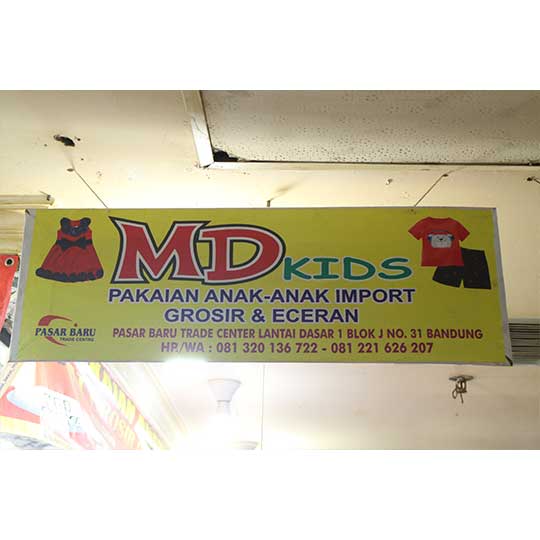 MD KIDS
PAKAIAN ANAK-ANAK IMPORT
GROSIR & ECERAN
PASAR BARU
TRADE CENTRE
PASAR BARU TRADE CENTER LANTAI DASAR 1 BLOK J NO. 31 BANDUNG
HP/WA : 081 320 136 722 - 081 221 626 207